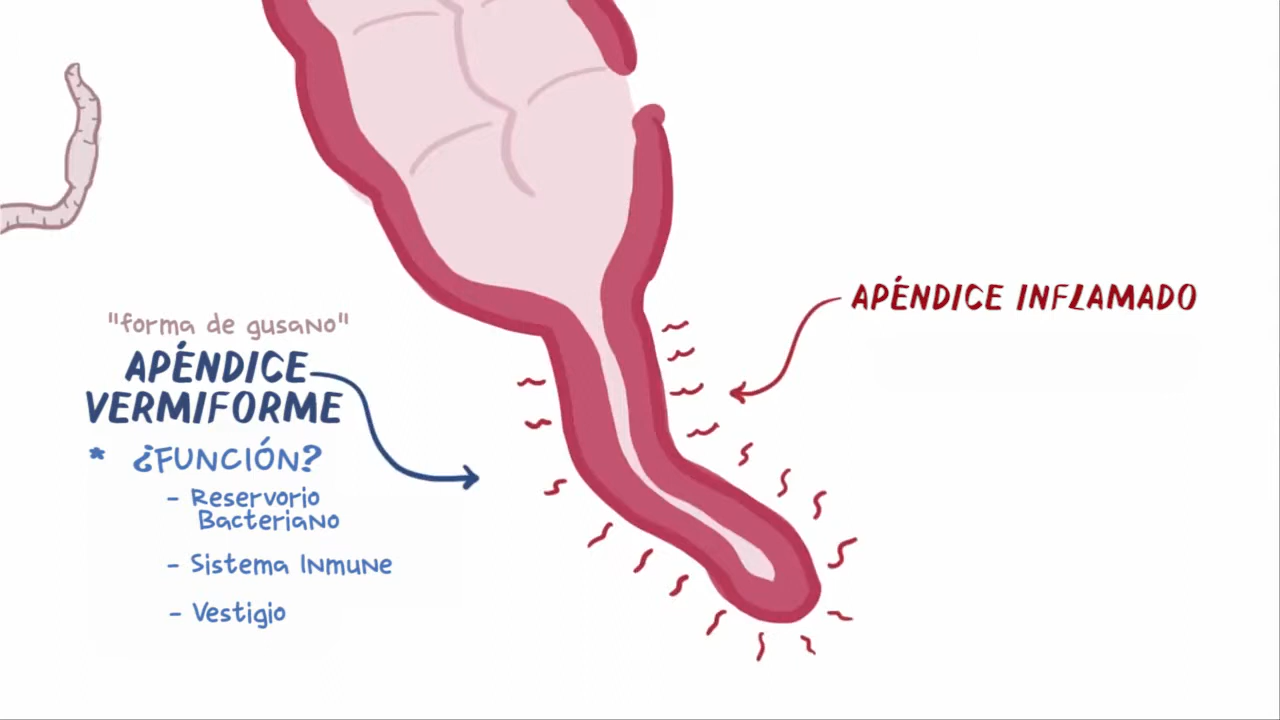 "forma de gusano"
APÉNDICE
VERMIFORME
* ¿FUNCIÓN?
- Reservorio
Bacteriano
- Sistema Inmune
- Vestigio
APÉNDICE INFLAMADO